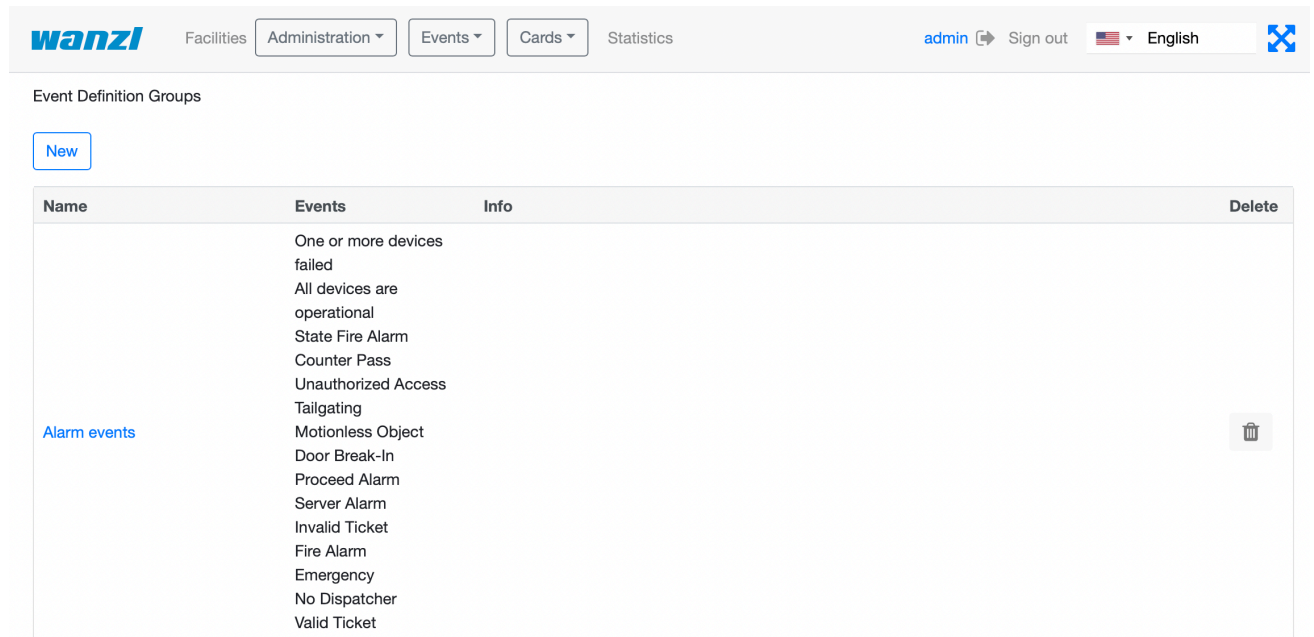 wanzl Facilities Administration Events Cards Statistics admin Sign out English
Event Definition Groups
New
Name Events Info Delete
One or more devices
failed
All devices are
operational
State Fire Alarm
Counter Pass
Unauthorized Access
Tailgating
Alarm events Motionless Object
Door Break-In
Proceed Alarm
Server Alarm
Invalid Ticket
Fire Alarm
Emergency
No Dispatcher
Valid Ticket